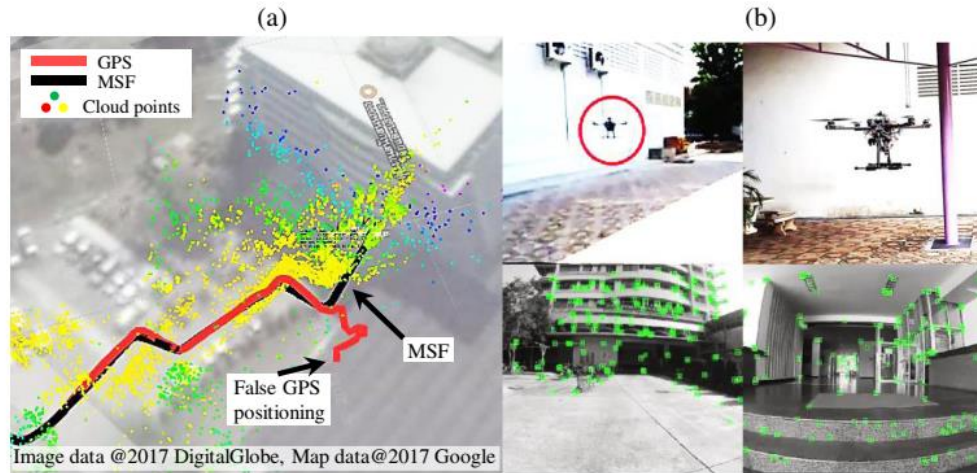 (a)
(b)
GPS
MSF
Cloud points
MSF
False GPS
positioning
Image data @2017 DigitalGlobe, Map data@2017 Google